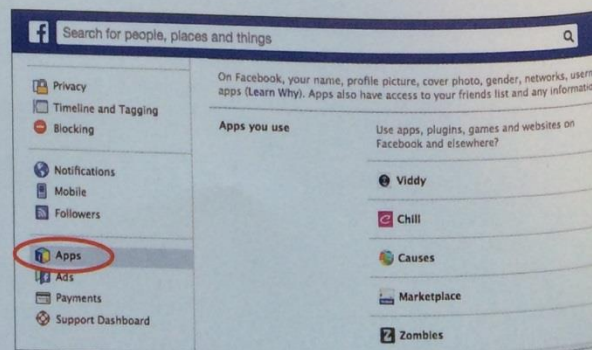 f Search for people, places and things
On Facebook, your name, profile picture, cover photo, gender, networks,
apps (Learn Why). Apps also have access to your friends list and any
Privacy
Timeline and Tagging
Blocking
Notifications
Mobile
Followers
Apps
Ads
Payments
Support Dashboard
Apps you use
Use apps, plugins, games and websites on
Facebook and elsewhere?
Viddy
Chill
Causes
Marketplace
Z Zombies